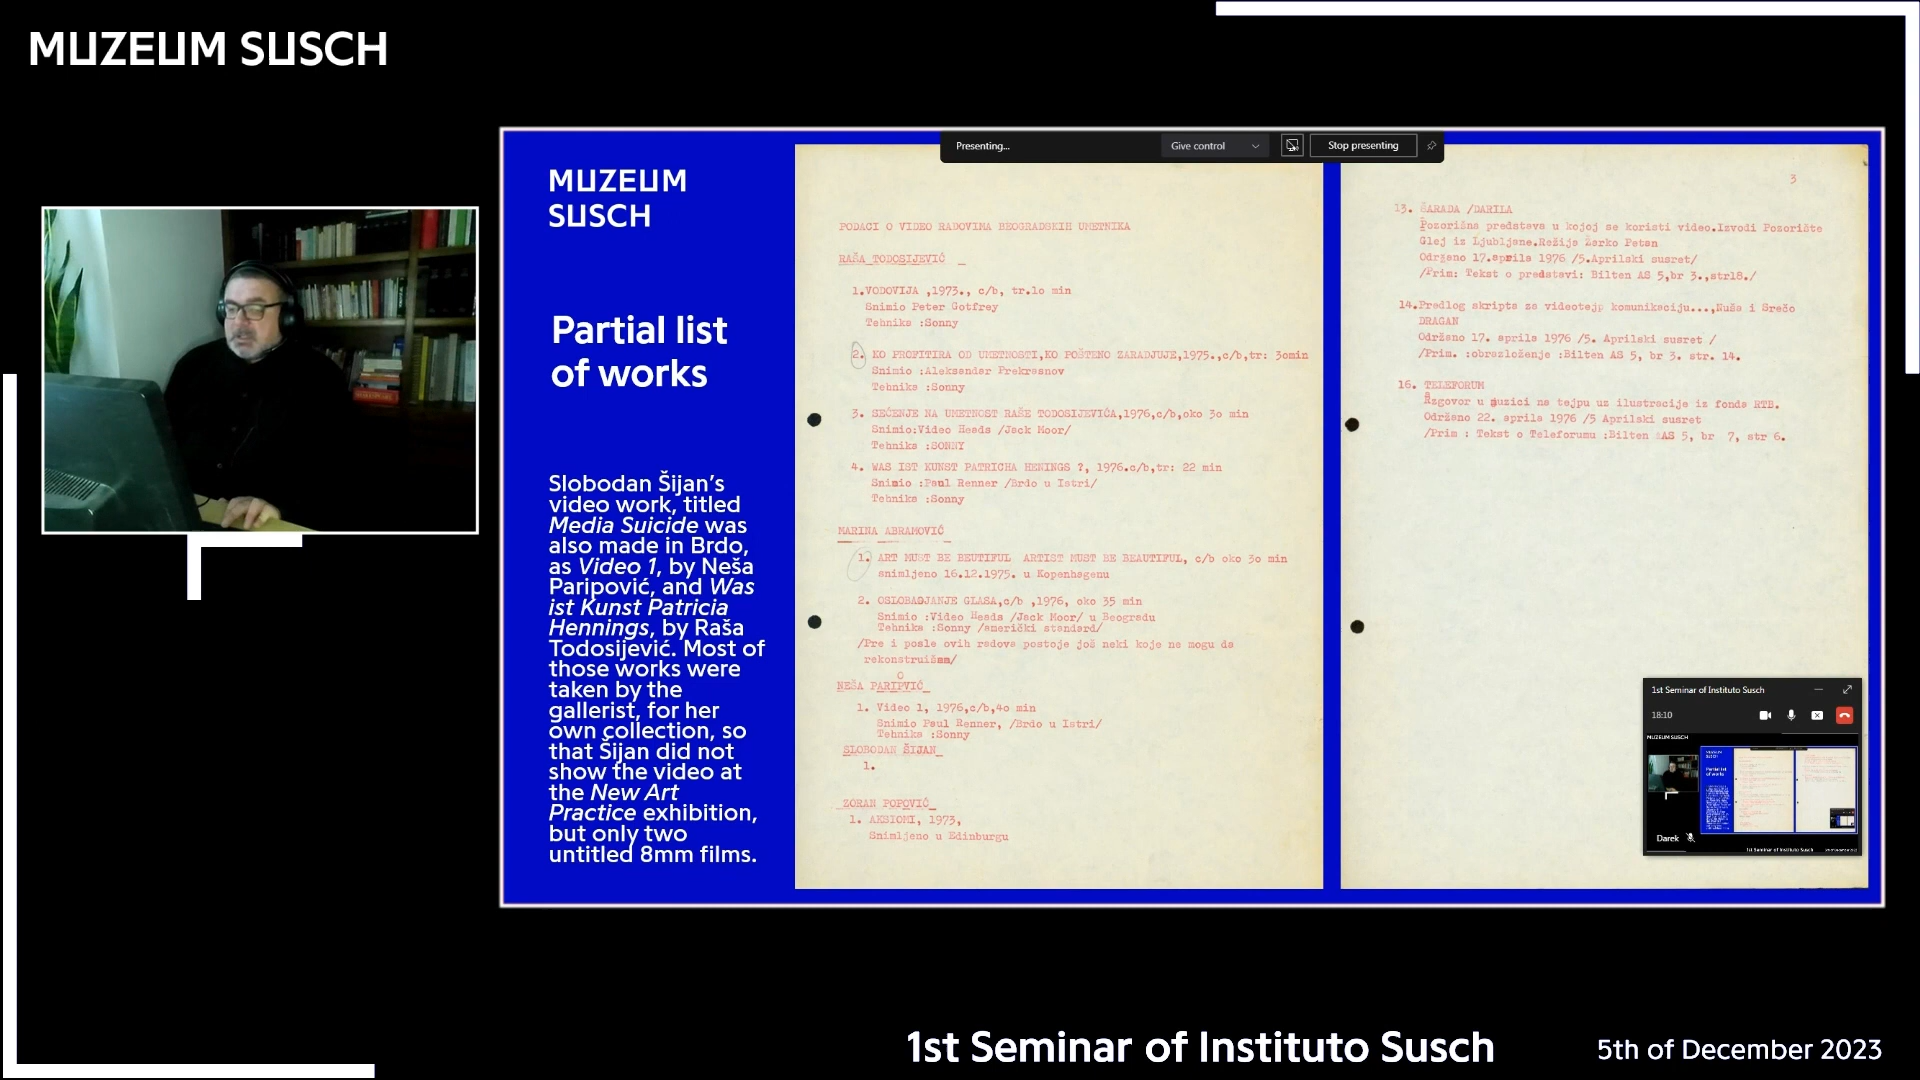 MUZEUM SUSCH
Presenting...
Give control
Stop presenting
MUZEUM
SUSCH
Partial list
of works
Slobodan Šijan's
video work, titled
Media Suicide was
also made in Brdo,
as Video 1, by Neša
Paripović, and Was
ist Kunst Patricia
Hennings, by Raša
Todosijević. Most of
those works were
taken by the
gallerist, for her
own collection, so
that Šijan did not
show the video at
the New Art
Practice exhibition,
but only two
untitled 8mm films.
PODACI O VIDEO RADOVIMA BEOGRADSKIH UMETNIKA
RAŠA TODOSIJEVIĆ
1.VODOVIJA ,1973., c/b, tr.1o min
Snimio Peter Gotfrey
Tehnika :Sonny
2. KO PROFITIRA OD UMETNOSTI,KO POŠTENO ZARADJUJE,1975.,c/b,tr: 3omin
Snimio :Aleksandar Prekrasnov
Tehnika :Sonny
3. SEČENJE NA UMETNOST RAŠE TODOSIJEVIĆA,1976,c/b,oko 3o min
Snimio:Video Heads /Jack Moor/
Tehnika :SONNY
4. WAS IST KUNST PATRICHA HENINGS ?, 1976.c/b,tr: 22 min
Snimio :Paul Renner /Brdo u Istri/
Tehnika :Sonny
MARINA ABRAMOVIĆ
1. ART MUST BE BEUTIFUL ARTIST MUST BE BEAUTIFUL, c/b oko 3o min
snimljeno 16.12.1975. u Kopenhagenu
2. OSLOBADJANJE GLASA,c/b ,1976, oko 35 min
Snimio :Video Heads /Jack Moor/ u Beogradu
Tehnika :Sonny /američki standard/
/Pre i posle ovih radova postoje još neki koje ne mogu da
rekonstruišem/
NEŠA PARIPOVIĆ
1. Video 1, 1976,c/b,4o min
Snimio Paul Renner, /Brdo u Istri/
Tehnika :Sonny
SLOBODAN ŠIJAN
1.
ZORAN POPOVIĆ
1. AKSIOMI, 1973,
Snimljeno u Edinburgu
3
13. ŠARADA /DARILA
Pozorišna predstava u kojoj se koristi video.Izvodi Pozorište
Glej iz Ljubljane.Režija Žarko Petan
Održano 17.aprila 1976 /5.Aprilski susret/
/Prim: Tekst o predstavi: Bilten AS 5,br 3.,str18./
14.Predlog skripta za videotejp komunikaciju...,Nuša i Srečo
DRAGAN
Održano 17. aprila 1976 /5. Aprilski susret /
/Prim. :obrazloženje :Bilten AS 5, br 3. str. 14.
16. TELEFORUM
Razgovor u muzici na tejpu uz ilustracije iz fonda RTB.
Održano 22. aprila 1976 /5 Aprilski susret
/Prim : Tekst o Teleforumu :Bilten AS 5, br 7, str 6.
1st Seminar of Instituto Susch
18:10
MUZEUM SUSCH
Darek
1st Seminar of Instituto Susch
1st Seminar of Instituto Susch
5th of December 2023